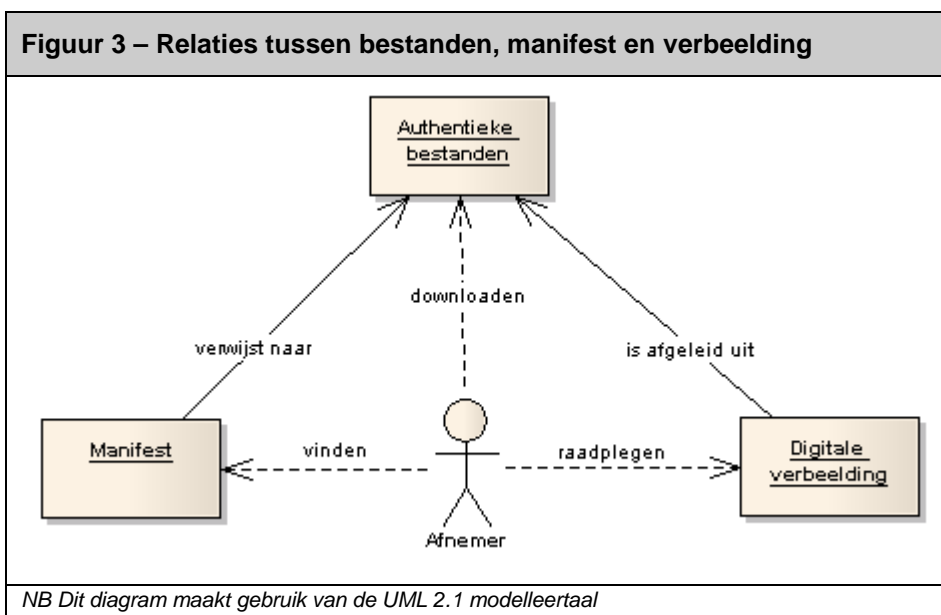 Figuur 3 – Relaties tussen bestanden, manifest en verbeelding
Authentieke
bestanden
downloaden
verwijst naar
is afgeleid uit
Manifest
vinden
raadplegen
Digitale
verbeelding
Afnemer
NB Dit diagram maakt gebruik van de UML 2.1 modelleertaal